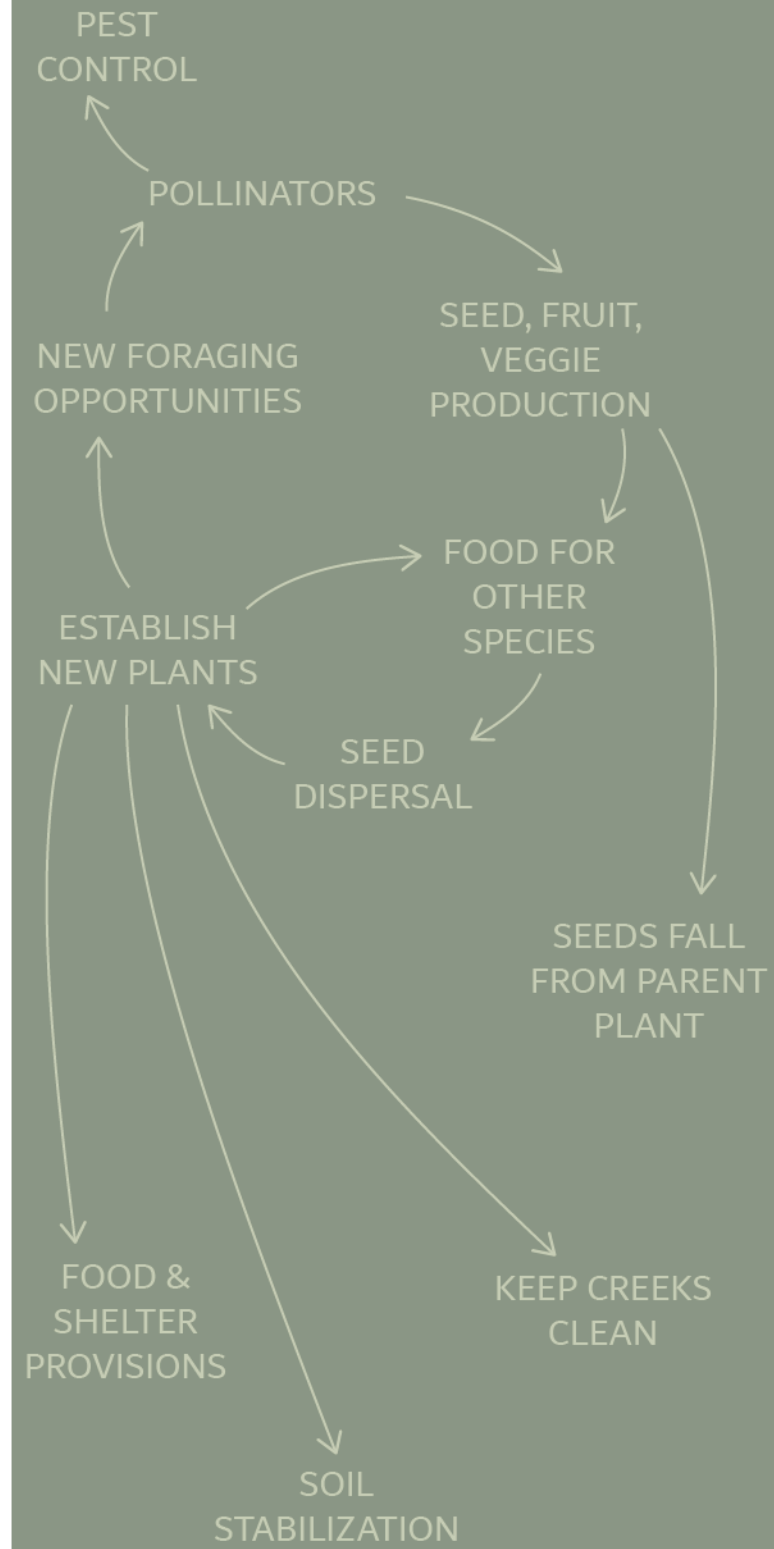 PEST
CONTROL
POLLINATORS
SEED, FRUIT,
VEGGIE
PRODUCTION
NEW FORAGING
OPPORTUNITIES
FOOD FOR
OTHER
SPECIES
ESTABLISH
NEW PLANTS
SEED
DISPERSAL
SEEDS FALL
FROM PARENT
PLANT
FOOD &
SHELTER
PROVISIONS
KEEP CREEKS
CLEAN
SOIL
STABILIZATION